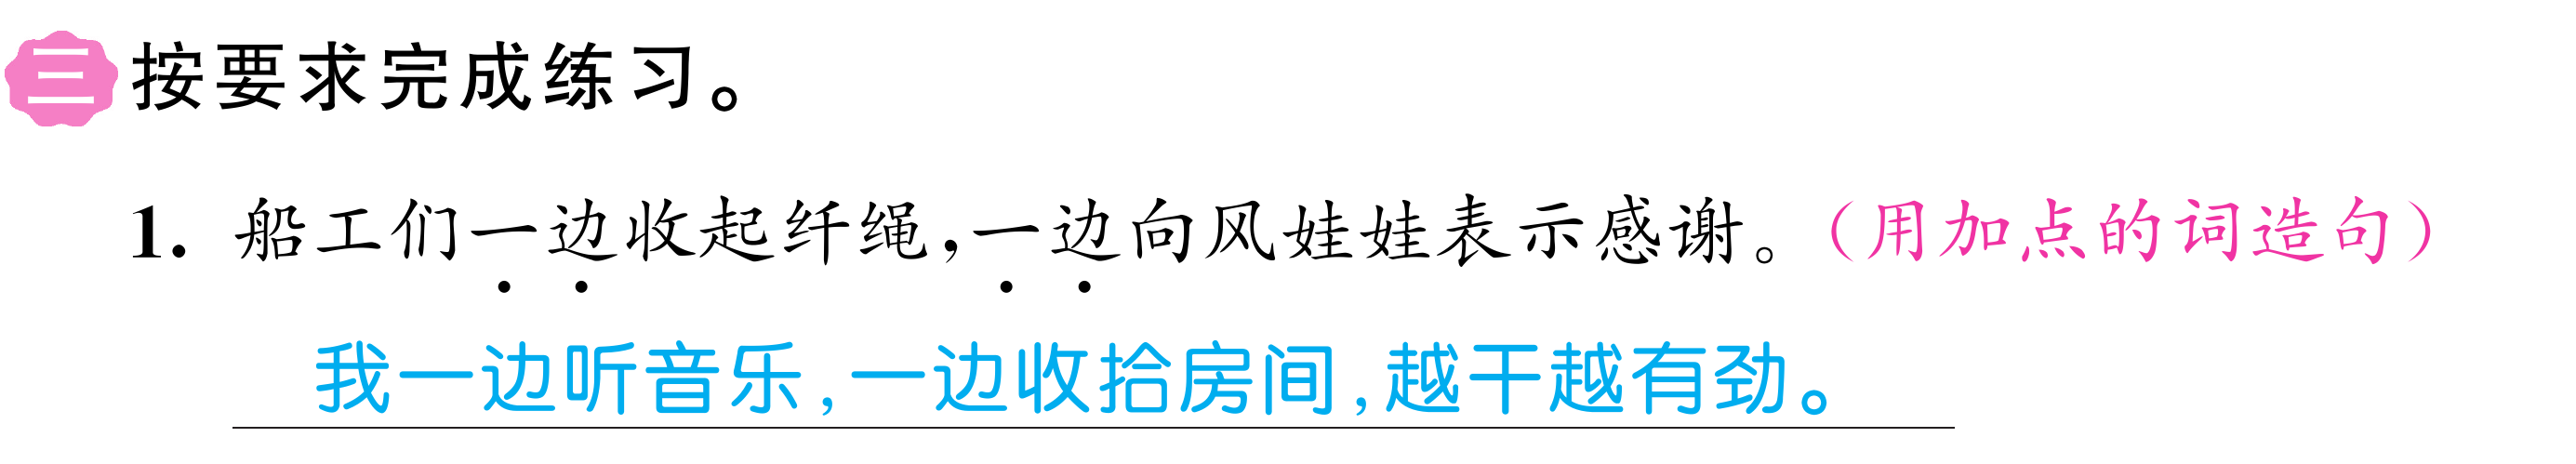 三 按要求完成练习。
1. 船工们一边收起纤绳,一边向风娃娃表示感谢。(用加点的词造句)
我一边听音乐,一边收拾房间,越干越有劲。